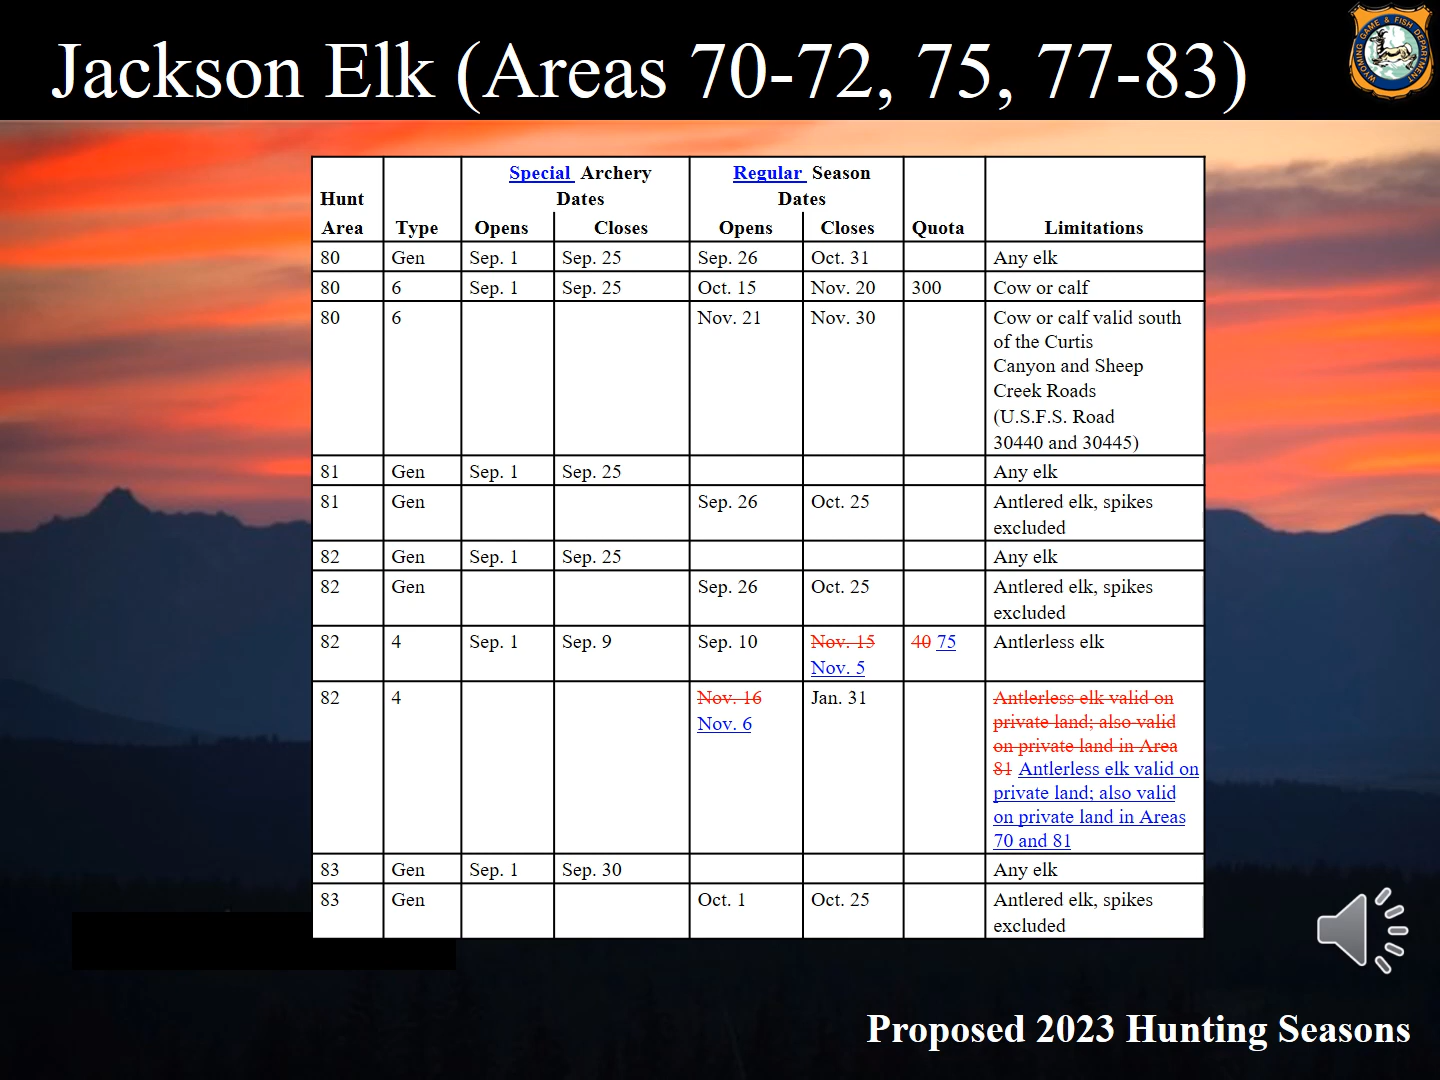 Jackson Elk (Areas 70-72, 75, 77-83)
WYOMING GAME & FISH DEPARTMENT
Special Archery Dates Regular Season Dates
Hunt Area Type Opens Closes Opens Closes Quota Limitations
80 Gen Sep. 1 Sep. 25 Sep. 26 Oct. 31 Any elk
80 6 Sep. 1 Sep. 25 Oct. 15 Nov. 20 300 Cow or calf
80 6 Nov. 21 Nov. 30 Cow or calf valid south
of the Curtis
Canyon and Sheep
Creek Roads
(U.S.F.S. Road
30440 and 30445)
81 Gen Sep. 1 Sep. 25 Any elk
81 Gen Sep. 26 Oct. 25 Antlered elk, spikes
excluded
82 Gen Sep. 1 Sep. 25 Any elk
82 Gen Sep. 26 Oct. 25 Antlered elk, spikes
excluded
82 4 Sep. 1 Sep. 9 Sep. 10 Nov. 15 40 75 Antlerless elk
Nov. 5
82 4 Nov. 16 Jan. 31 Antlerless elk valid on
Nov. 6 private land; also valid
on private land in Area
81 Antlerless elk valid on
private land; also valid
on private land in Areas
70 and 81
83 Gen Sep. 1 Sep. 30 Any elk
83 Gen Oct. 1 Oct. 25 Antlered elk, spikes
excluded
Proposed 2023 Hunting Seasons